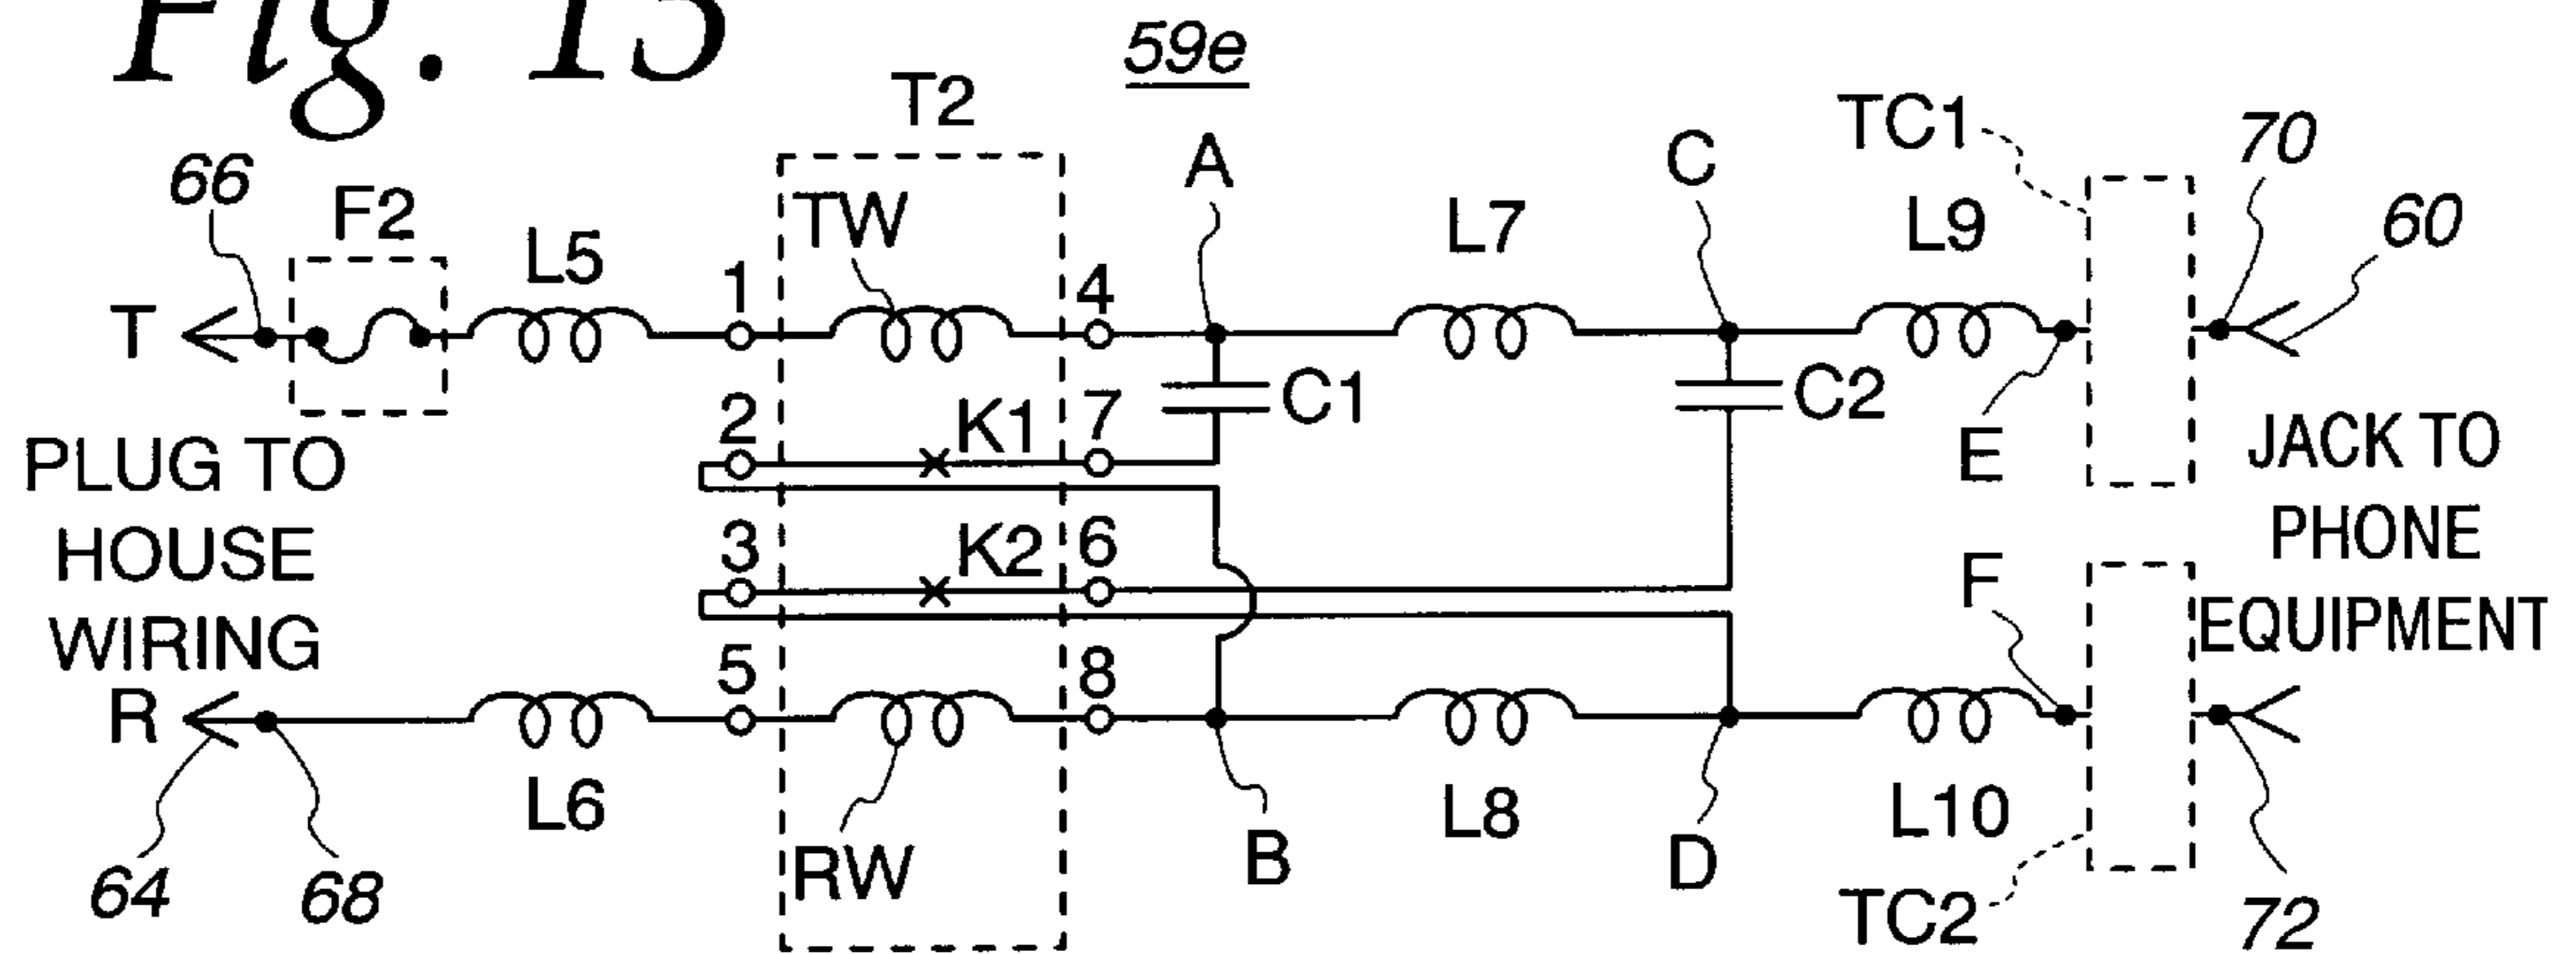 Fig. 13
59e
T2
A
C
TC1
70
66
F2
TW
L7
L9
60
L5
1
4
T
2
K1
7
C1
C2
E
PLUG TO
HOUSE
WIRING
JACK TO
PHONE
EQUIPMENT
3
K2
6
F
R
5
8
L6
L8
L10
RW
B
D
64
68
TC2
72